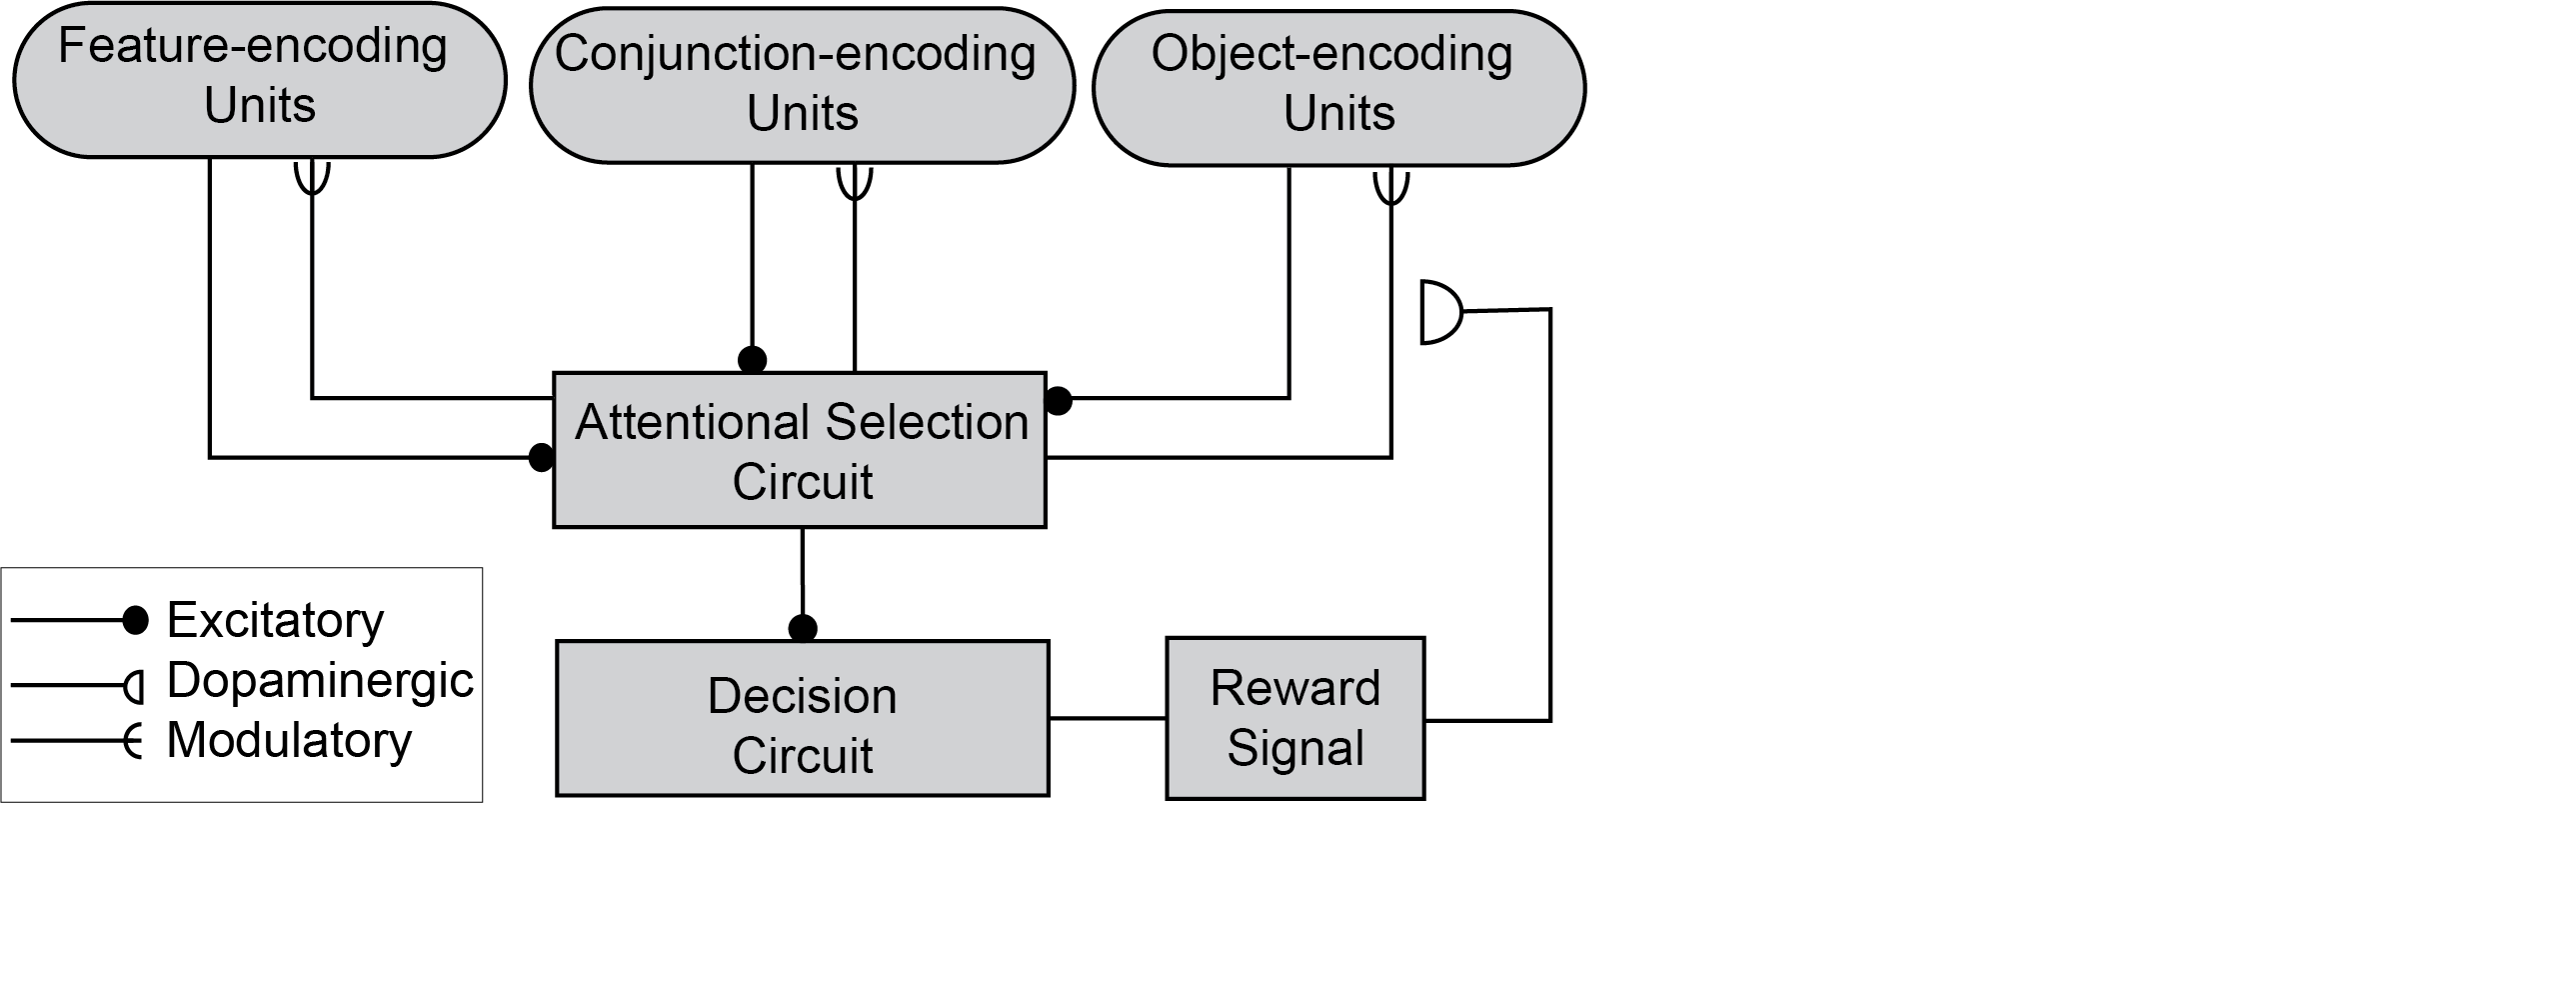 Feature-encoding
Units
Conjunction-encoding
Units
Object-encoding
Units
Attentional Selection
Circuit
Excitatory
Dopaminergic
Modulatory
Decision
Circuit
Reward
Signal